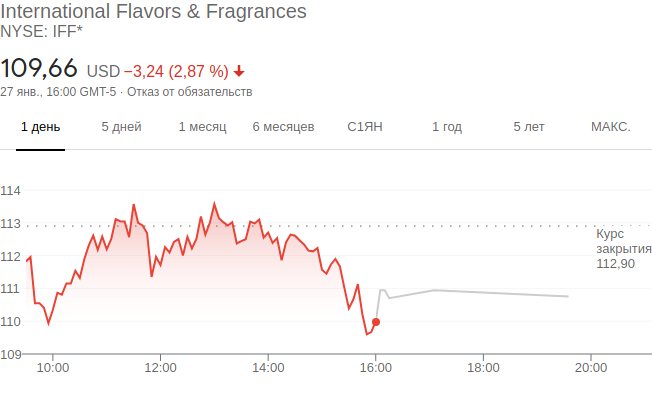 International Flavors & Fragrances
NYSE: IFF*
109,66 USD −3,24 (2,87 %)
27 янв., 16:00 GMT-5 · Отказ от обязательств
1 день 5 дней 1 месяц 6 месяцев С1ЯН 1 год 5 лет МАКС.
114
113
Курс
закрытия
112,90
112
111
110
109
10:00 12:00 14:00 16:00 18:00 20:00